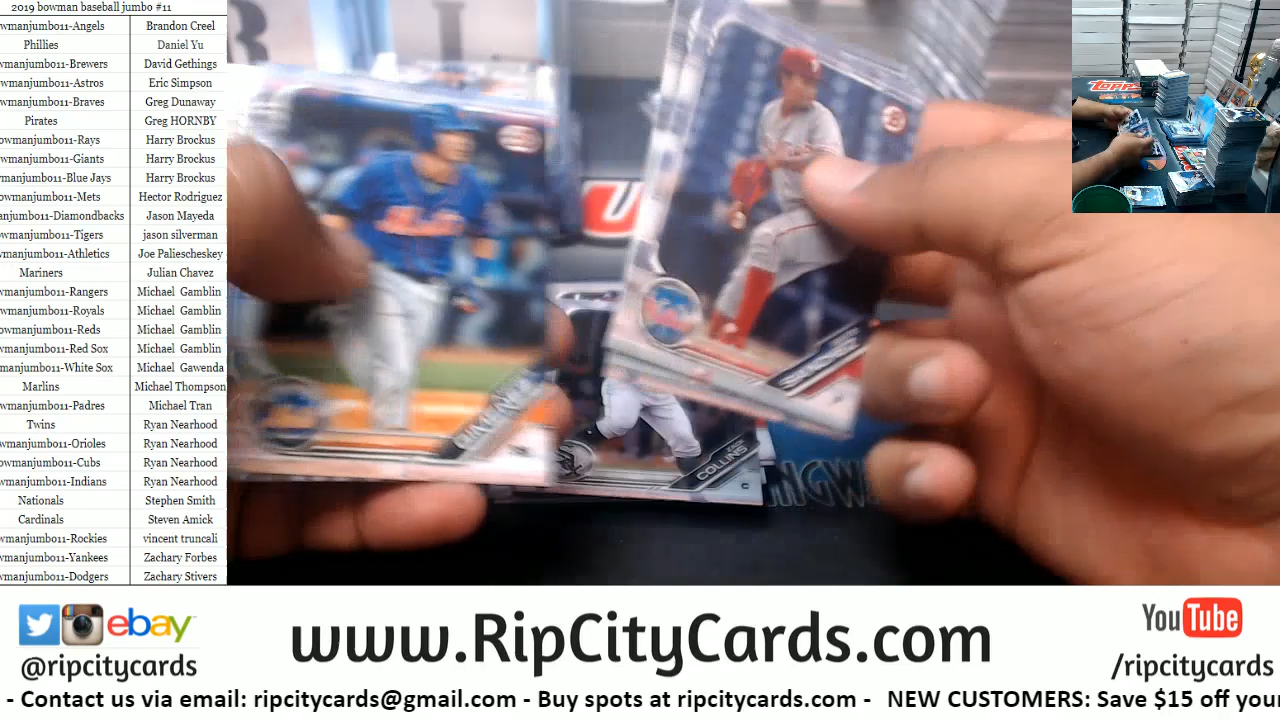 2019 bowman baseball jumbo #11
wmanjumbo11-Angels Brandon Creel
Phillies Daniel Yu
wmanjumbo11-Brewers David Gethings
owmanjumbo11-Astros Eric Simpson
wmanjumbo11-Braves Greg Dunaway
Pirates Greg HORNBY
owmanjumbo11-Rays Harry Brockus
wmanjumbo11-Giants Harry Brockus
manjumbo11-Blue Jays Harry Brockus
owmanjumbo11-Mets Hector Rodriguez
anjumbo11-Diamondbacks Jason Mayeda
wmanjumbo11-Tigers jason silverman
manjumbo11-Athletics Joe Paliescheskey
Mariners Julian Chavez
wmanjumbo11-Rangers Michael Gamblin
wmanjumbo11-Royals Michael Gamblin
owmanjumbo11-Reds Michael Gamblin
manjumbo11-Red Sox Michael Gamblin
manjumbo11-White Sox Michael Gawenda
Marlins Michael Thompson
wmanjumbo11-Padres Michael Tran
Twins Ryan Nearhood
wmanjumbo11-Orioles Ryan Nearhood
owmanjumbo11-Cubs Ryan Nearhood
wmanjumbo11-Indians Ryan Nearhood
Nationals Stephen Smith
Cardinals Steven Amick
wmanjumbo11-Rockies vincent truncali
manjumbo11-Yankees Zachary Forbes
wmanjumbo11-Dodgers Zachary Stivers
TOPPS
COLLINS
C
ebay
@ripcitycards
www.RipCityCards.com
YouTube
/ripcitycards
- Contact us via email: ripcitycards@gmail.com - Buy spots at ripcitycards.com - NEW CUSTOMERS: Save $15 off your